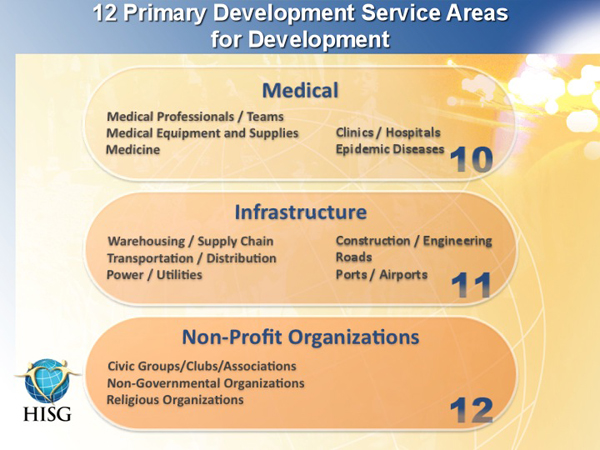 12 Primary Development Service Areas
for Development
Medical
Medical Professionals / Teams
Medical Equipment and Supplies
Medicine
Clinics / Hospitals
Epidemic Diseases
10
Infrastructure
Warehousing / Supply Chain
Transportation / Distribution
Power / Utilities
Construction / Engineering
Roads
Ports / Airports
11
Non-Profit Organizations
Civic Groups/Clubs/Associations
Non-Governmental Organizations
Religious Organizations
12
HISG